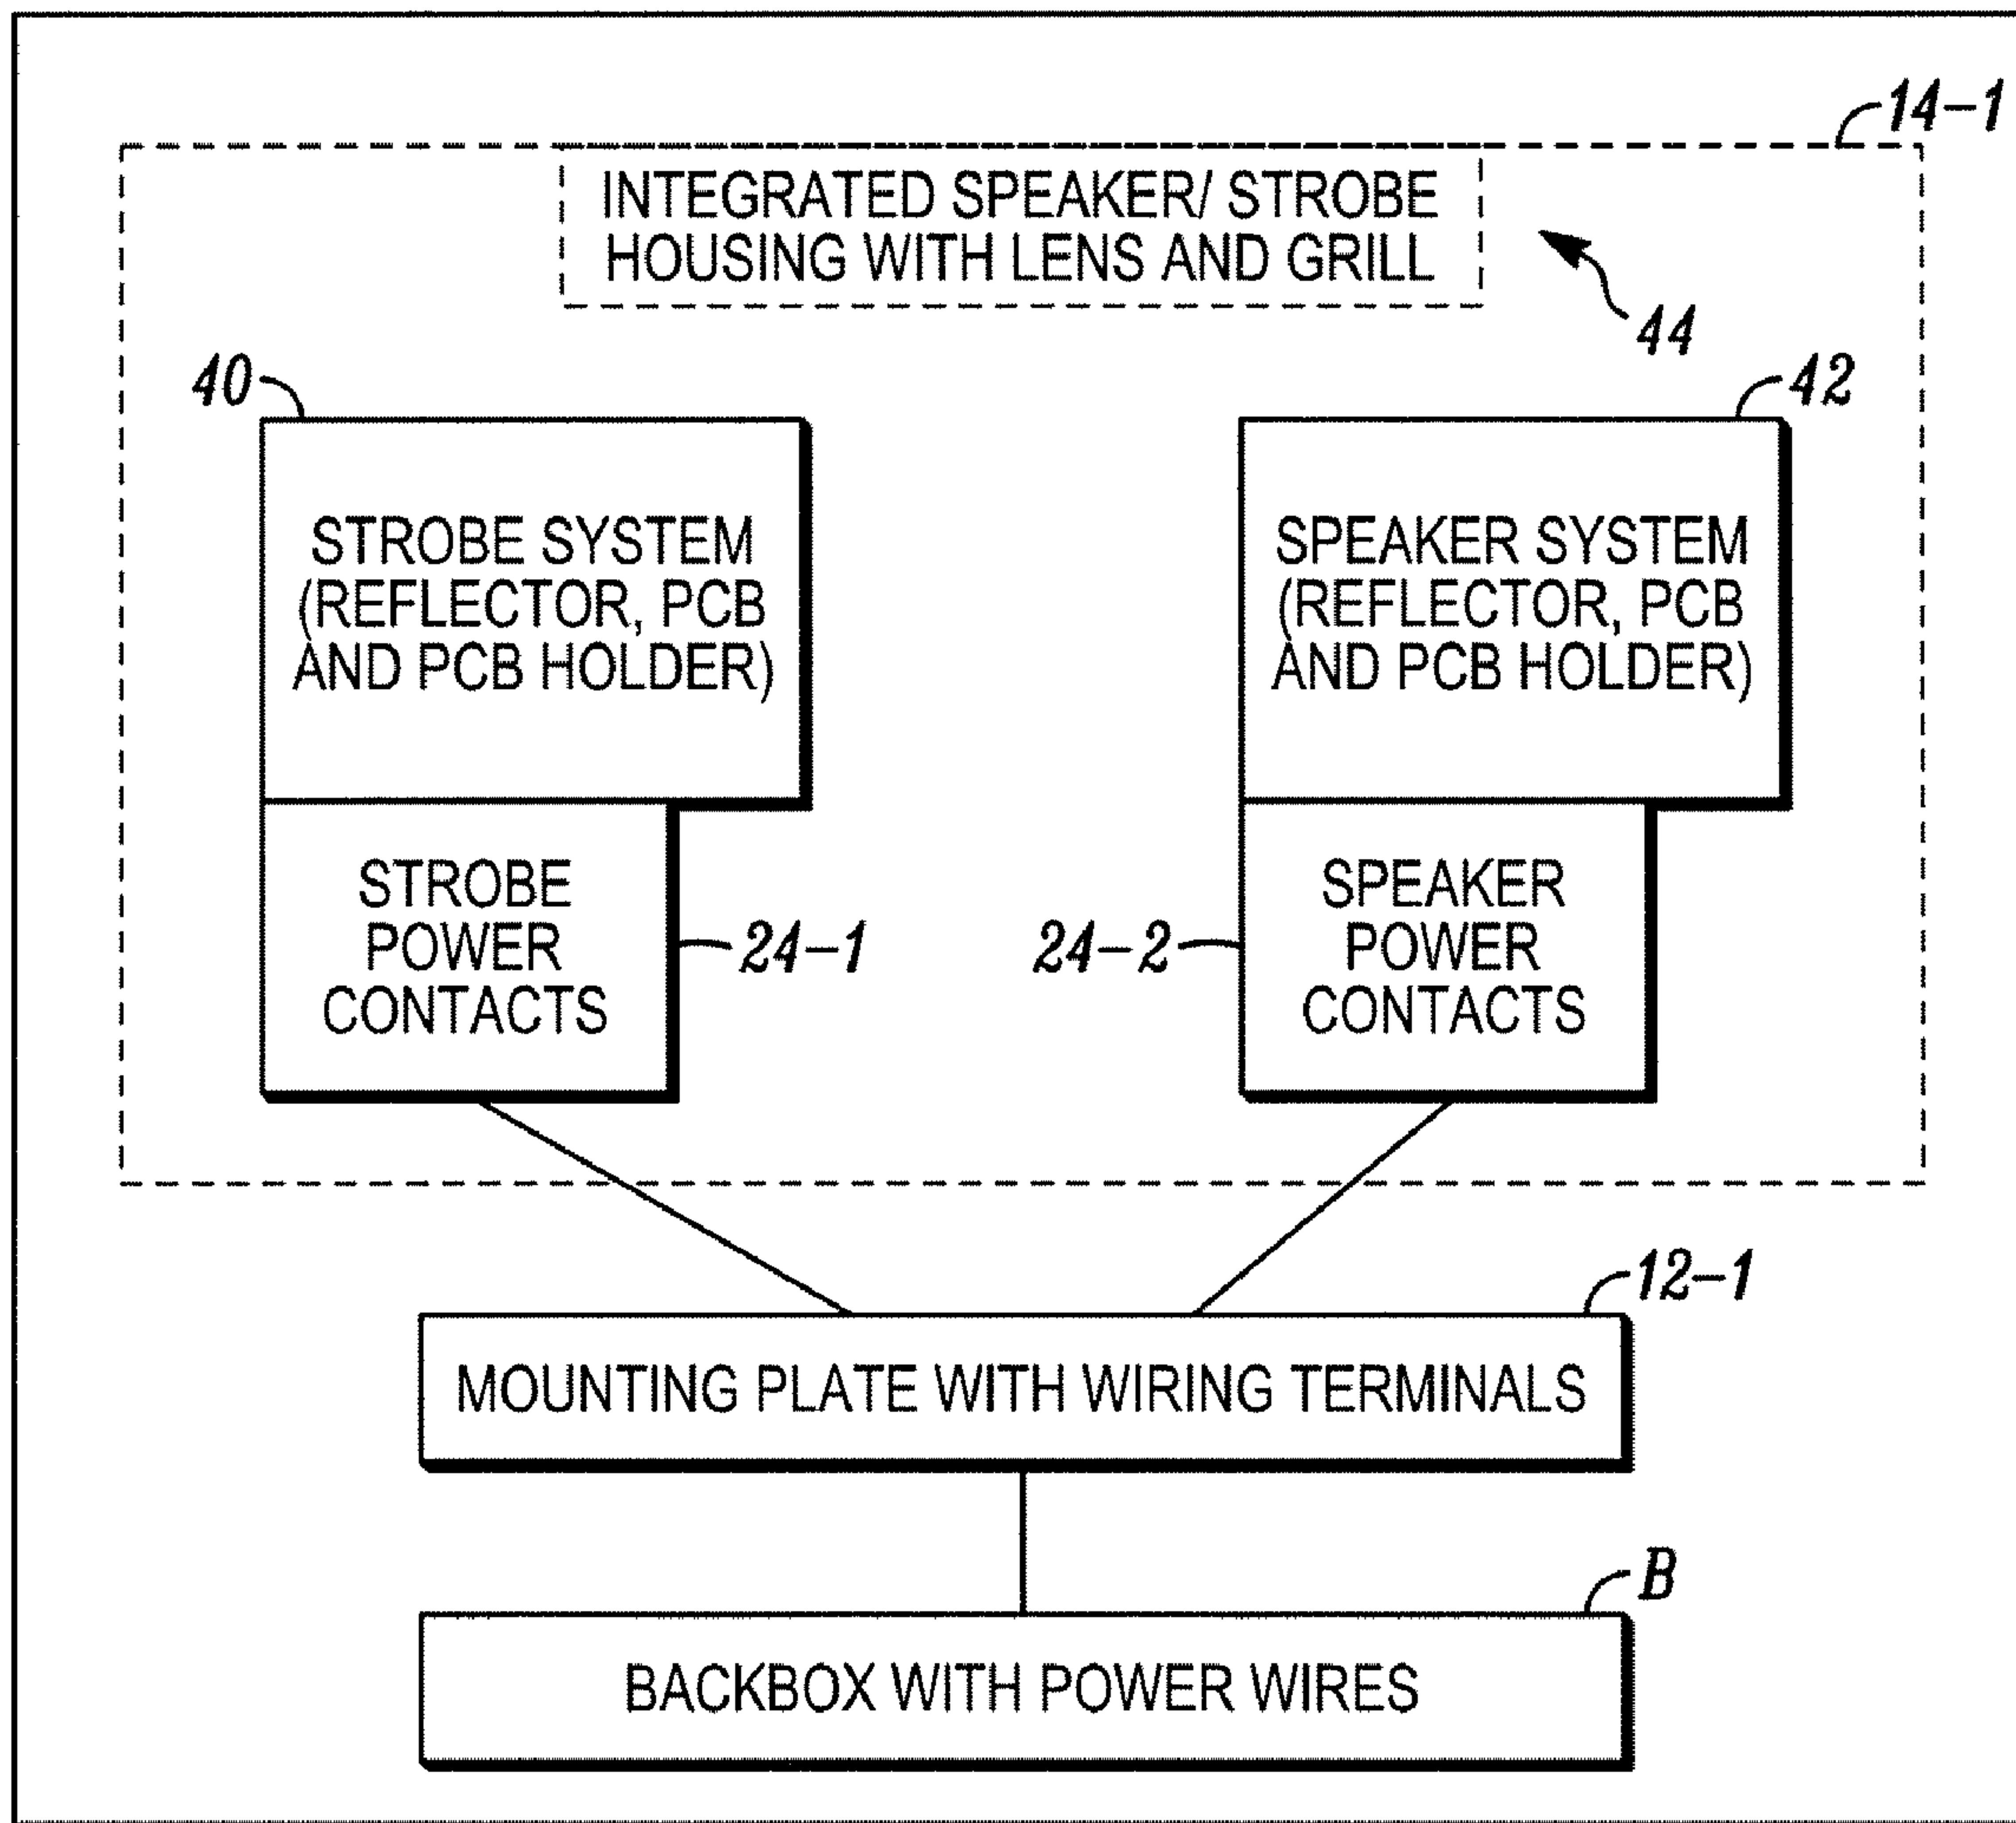 14-1
INTEGRATED SPEAKER/ STROBE
HOUSING WITH LENS AND GRILL
44
40
42
STROBE SYSTEM
(REFLECTOR, PCB
AND PCB HOLDER)
SPEAKER SYSTEM
(REFLECTOR, PCB
AND PCB HOLDER)
STROBE
POWER
CONTACTS
24-1
24-2
SPEAKER
POWER
CONTACTS
12-1
MOUNTING PLATE WITH WIRING TERMINALS
B
BACKBOX WITH POWER WIRES